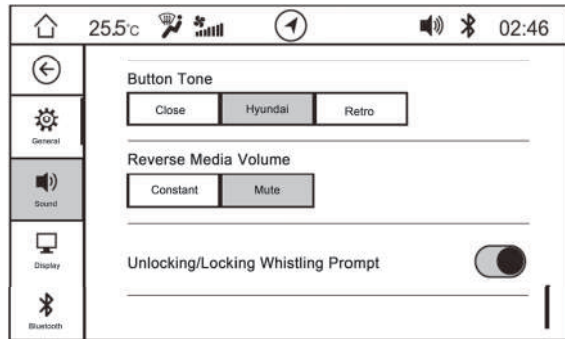 25.5°c
02:46
Button Tone
Close Hyundai Retro
General
Reverse Media Volume
Sound
Constant Mute
Display
Unlocking/Locking Whistling Prompt
Bluetooth